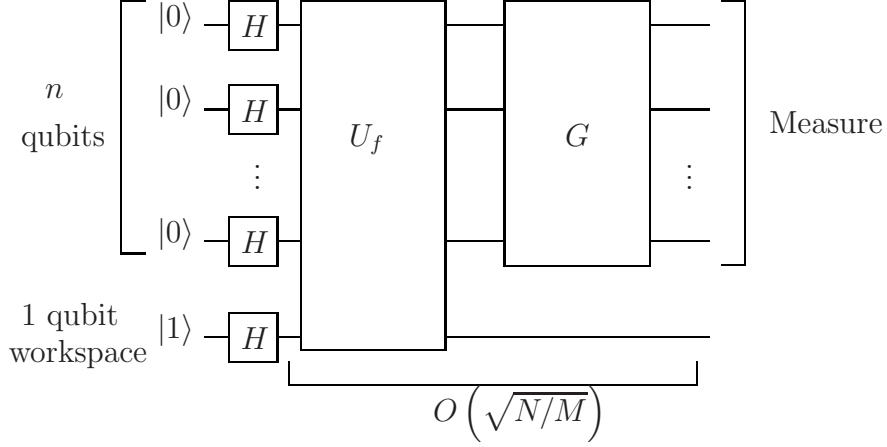 |0⟩ H
n |0⟩ H
qubits U_f G Measure
⋮ ⋮
|0⟩ H
1 qubit |1⟩ H
workspace
O(√N/M)